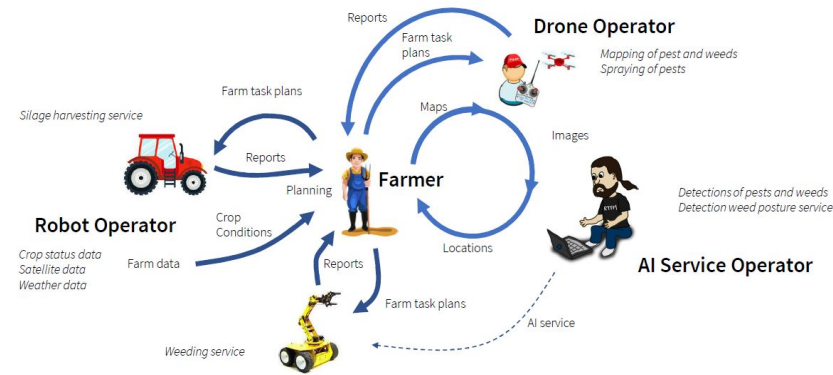 Reports
Drone Operator
Farm task
plans
Mapping of pest and weeds
Spraying of pests
Farm task plans
Maps
Silage harvesting service
Images
Reports
Planning
Farmer
Detections of pests and weeds
Detection weed posture service
Robot Operator
Crop
Conditions
Locations
Crop status data
Satellite data
Weather data
Farm data
Reports
AI Service Operator
Farm task plans
AI service
Weeding service